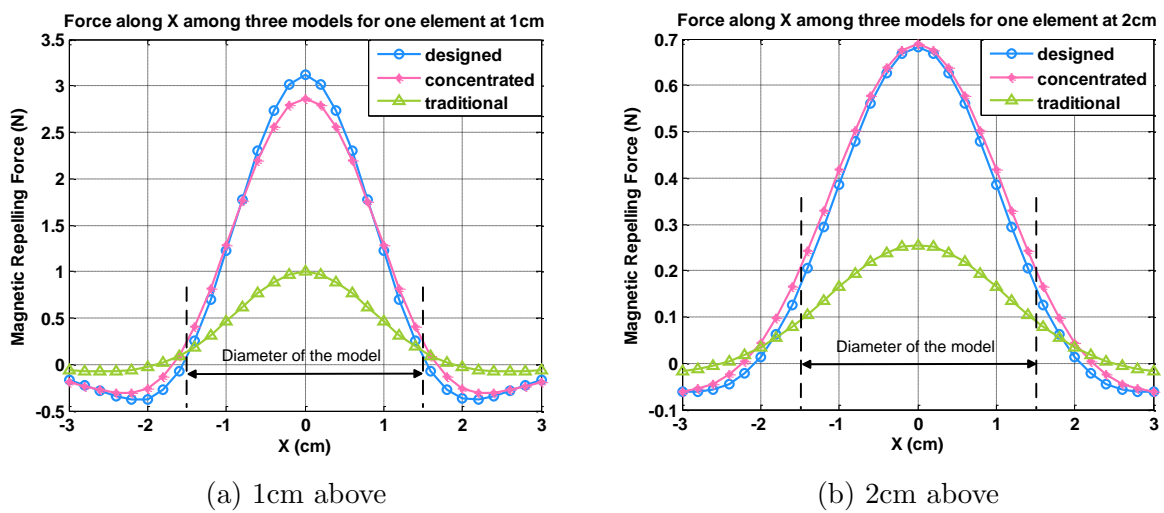 Force along X among three models for one element at 1cm
3.5
3
2.5
2
1.5
1
0.5
0
-0.5
Magnetic Repelling Force (N)
designed
concentrated
traditional
Diameter of the model
-3 -2 -1 0 1 2 3
X (cm)
(a) 1cm above
Force along X among three models for one element at 2cm
0.7
0.6
0.5
0.4
0.3
0.2
0.1
0
-0.1
Magnetic Repelling Force (N)
designed
concentrated
traditional
Diameter of the model
-3 -2 -1 0 1 2 3
X (cm)
(b) 2cm above